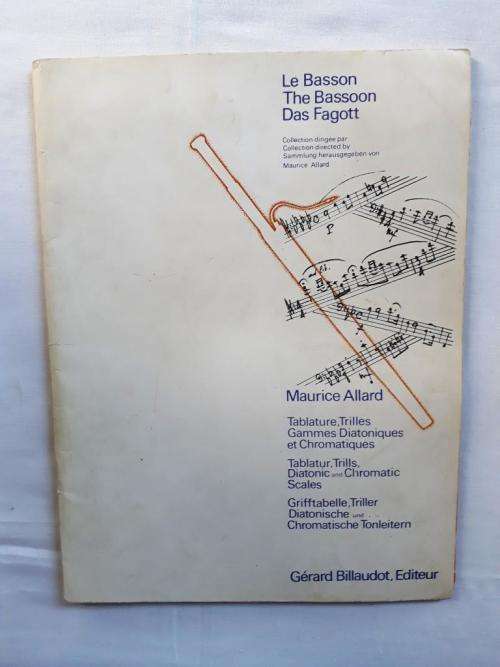 Le Basson
The Bassoon
Das Fagott
Collection dirigée par
Collection directed by
Sammlung herausgegeben von
Maurice Allard
Maurice Allard
Tablature, Trilles
Gammes Diatoniques
et Chromatiques
Tablatur, Trills,
Diatonic und Chromatic
Scales
Grifftabelle, Triller
Diatonische und
Chromatische Tonleitern
Gérard Billaudot, Editeur